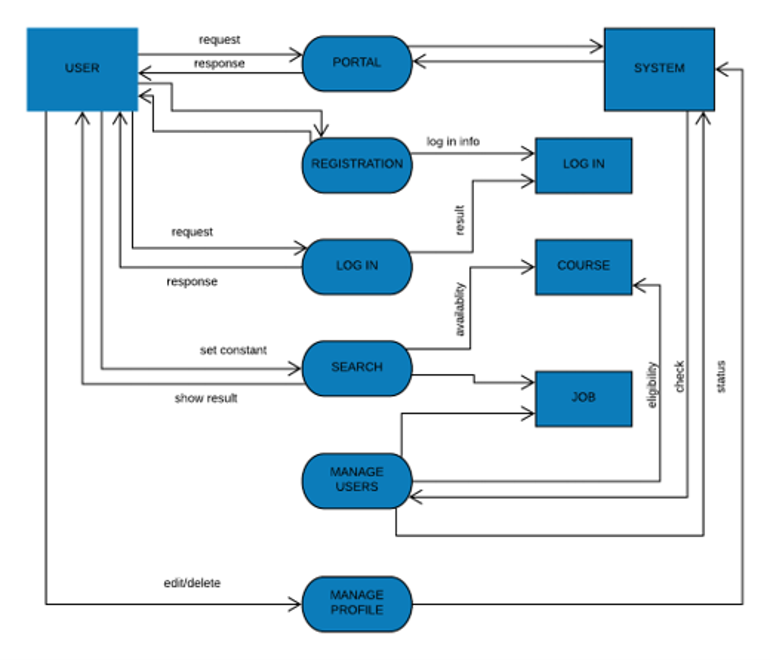 request
USER
response
PORTAL
SYSTEM
log in info
REGISTRATION
LOG IN
result
request
LOG IN
response
COURSE
availablity
set constant
SEARCH
show result
JOB
eligibility
check
status
MANAGE
USERS
edit/delete
MANAGE
PROFILE